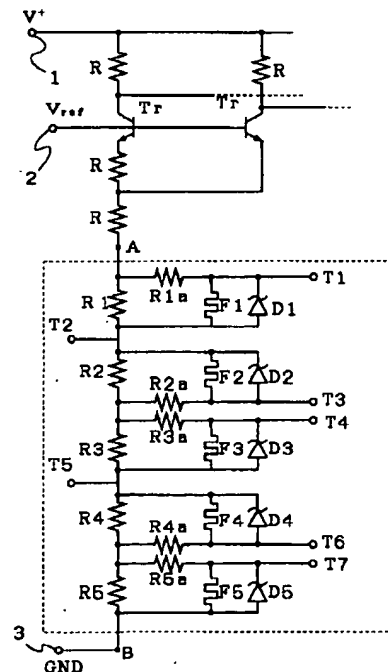 V+
1
R
R
Tr
Tr
Vref
2
R
R
A
R1
R1a
F1
D1
T1
T2
R2
F2
D2
R2a
T3
R3a
T4
R3
F3
D3
T5
R4
F4
D4
R4a
T6
R5a
T7
R5
F5
D5
3
GND
B